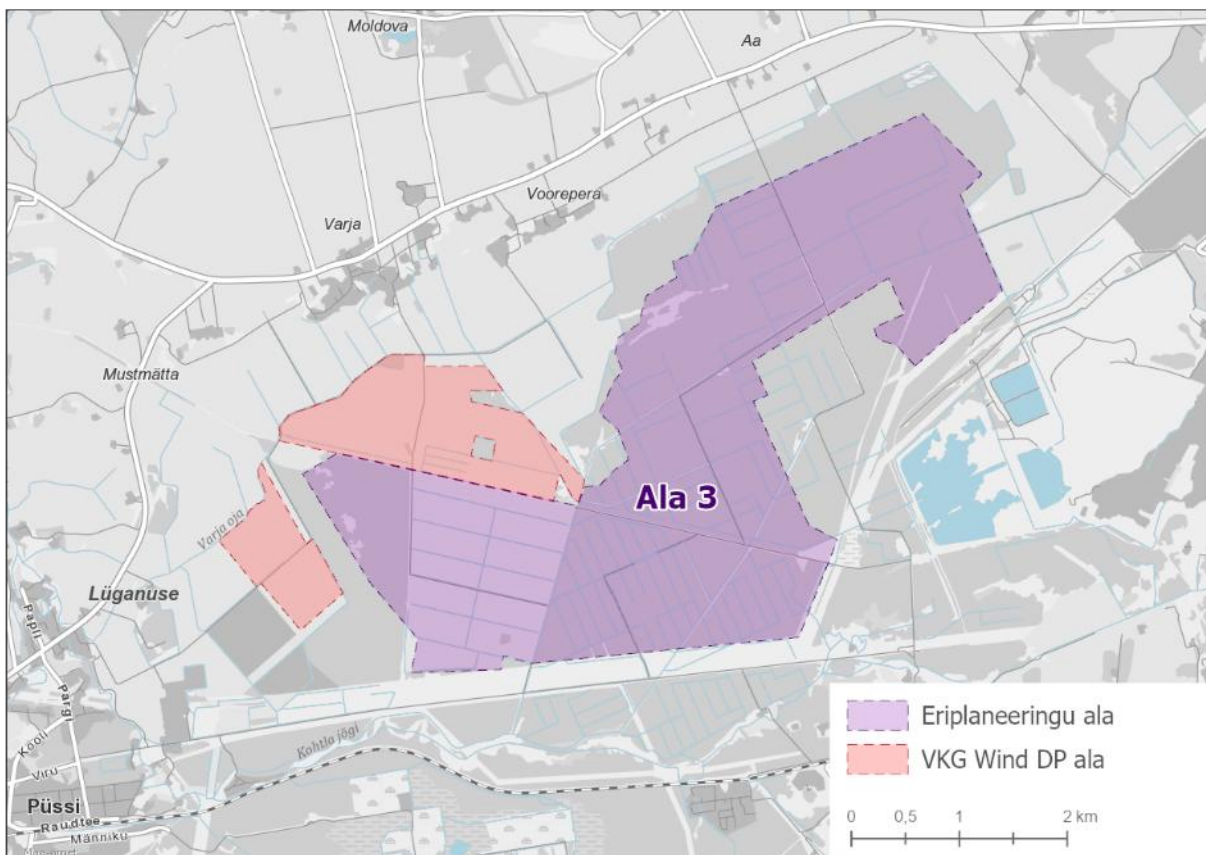 Moldova
Aa
Voorepera
Varja
Mustmätta
Ala 3
Varja oja
Lüganuse
Papli
Pargi
Kooli
Viru
Kohtla jõgi
Püssi
Raudtee
Männiku
Eriplaneeringu ala
VKG Wind DP ala
0 0,5 1 2 km